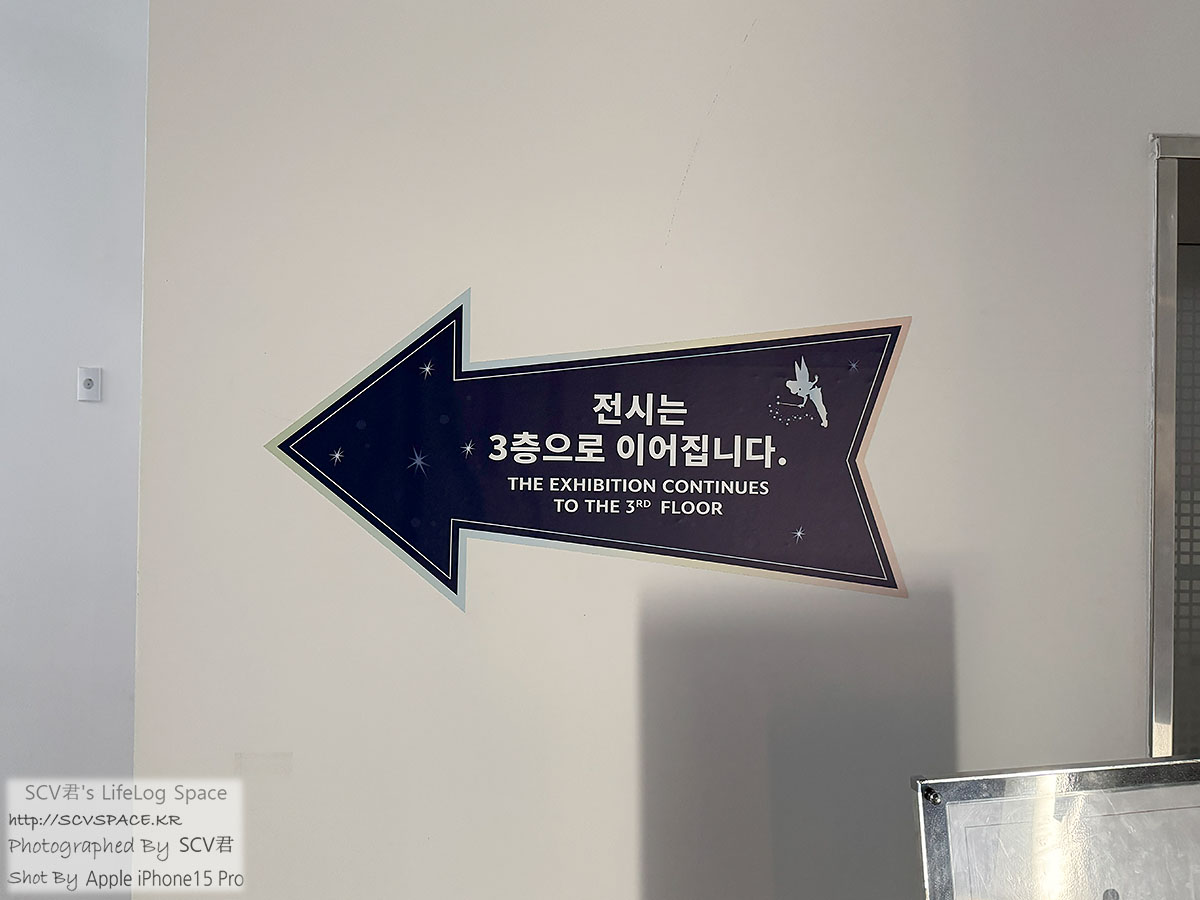 전시는
3층으로 이어집니다.
THE EXHIBITION CONTINUES
TO THE 3RD FLOOR
SCV君's LifeLog Space
http://SCVSPACE.KR
Photographed By SCV君
Shot By Apple iPhone15 Pro